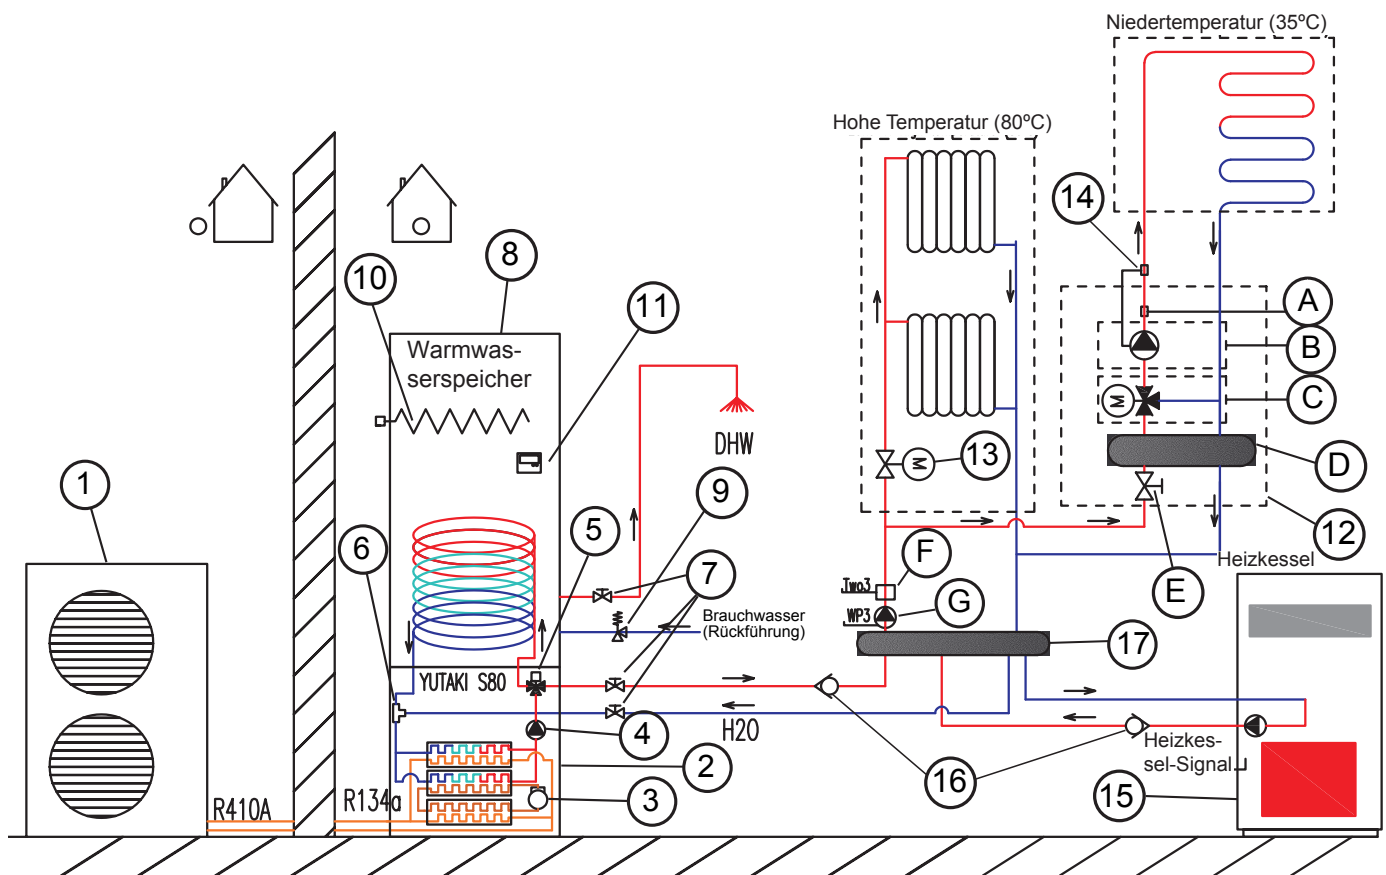 Niedertemperatur (35ºC)
Hohe Temperatur (80ºC)
14
8
10
11
A
B
Warmwas-
serspeicher
M
C
DHW
M
13
D
1
9
5
6
12
7
F
Heizkessel
E
Two3
Brauchwasser
(Rückführung)
WP3
G
17
YUTAKI S80
H2O
4
Heizkes-
sel-Signal
2
16
R134a
3
15
R410A